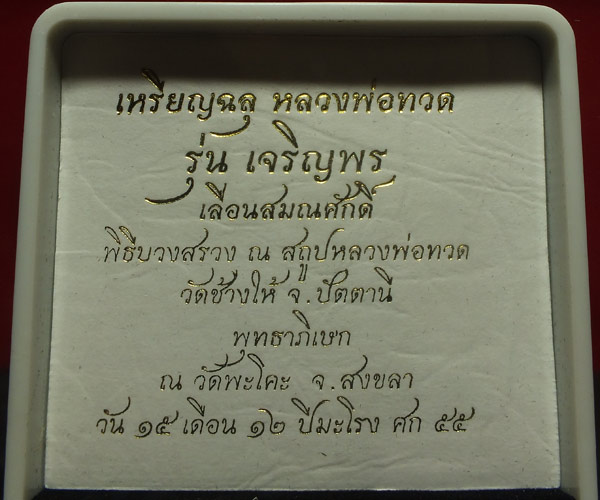 เหรียญฉลุ หลวงพ่อทวด
รุ่น เจริญพร
เลื่อนสมณศักดิ์
พิธีบวงสรวง ณ สถูปหลวงพ่อทวด
วัดช้างให้ จ.ปัตตานี
พุทธาภิเษก
ณ วัดพะโคะ จ.สงขลา
วัน ๑๕ เดือน ๑๒ ปีมะโรง ศก ๕๕